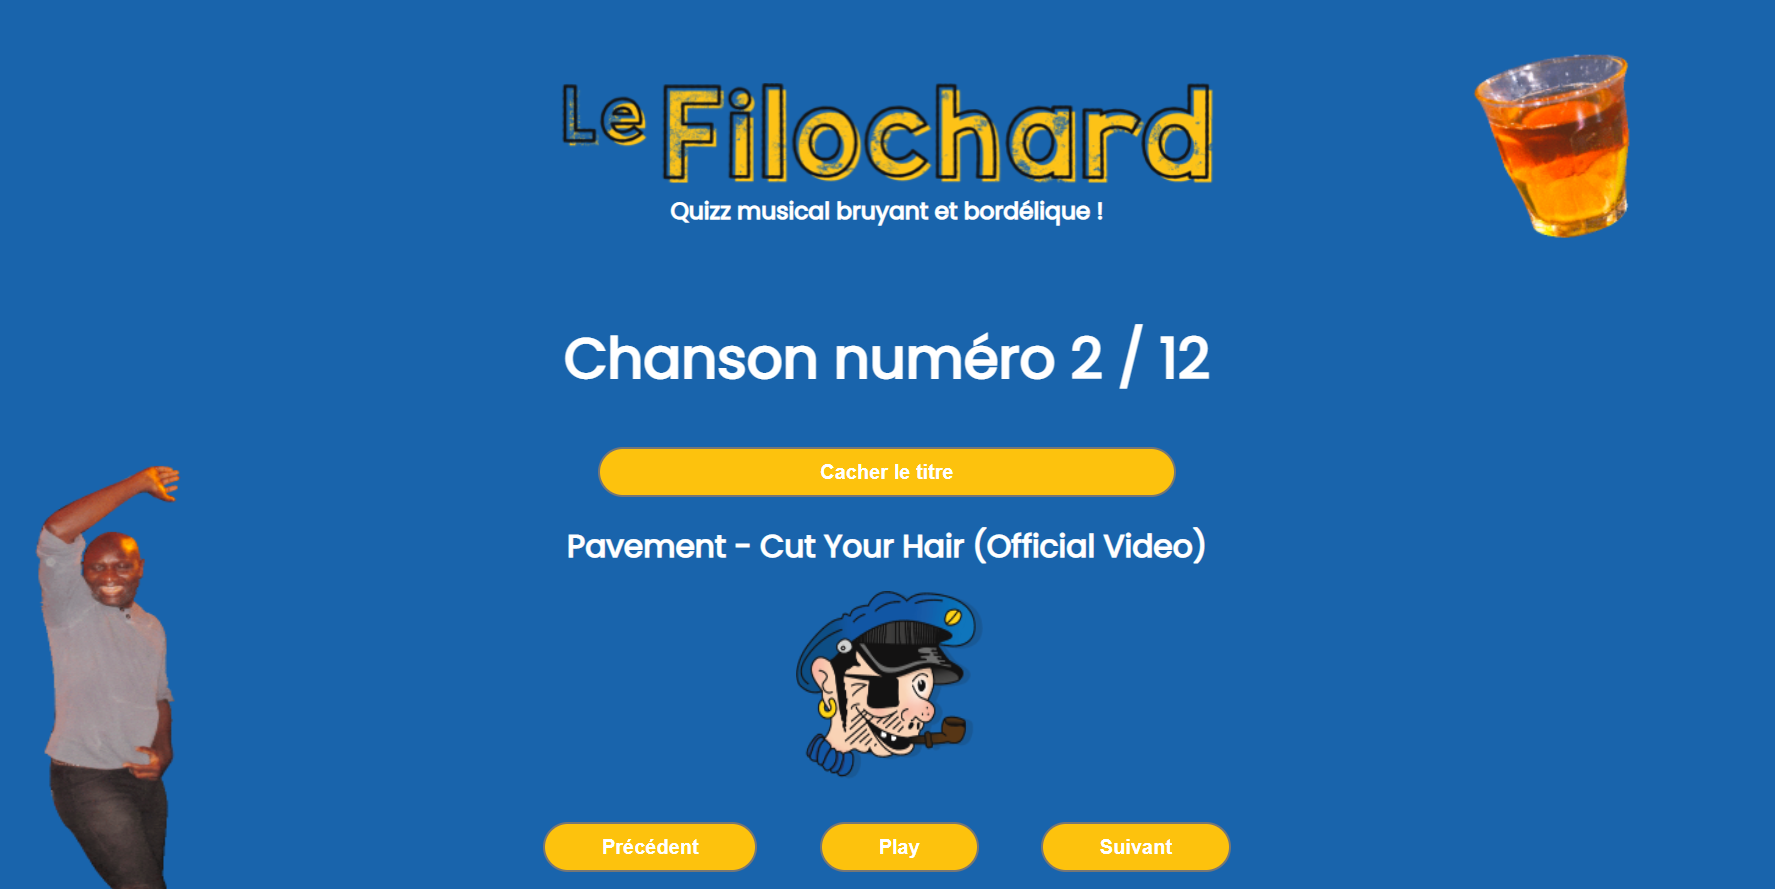 Le Filochard
Quizz musical bruyant et bordélique !
Chanson numéro 2 / 12
Cacher le titre
Pavement - Cut Your Hair (Official Video)
Précédent
Play
Suivant